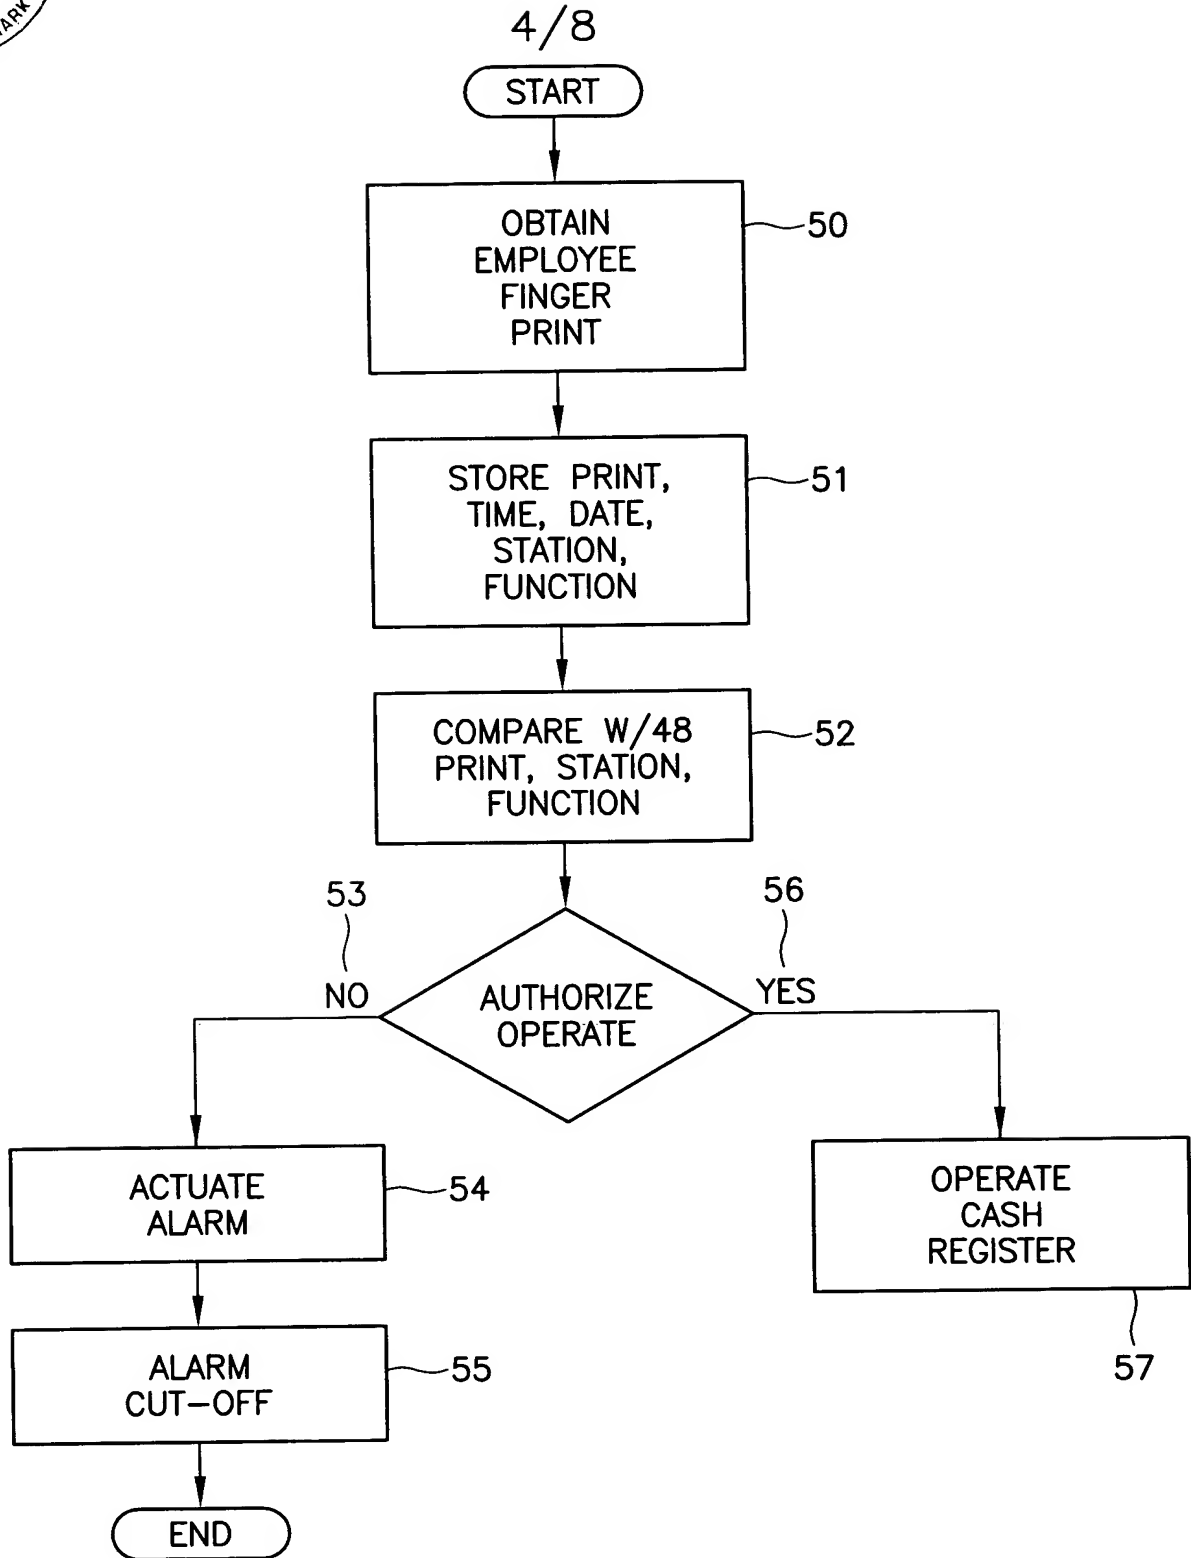 ARK
4/8
START
OBTAIN
EMPLOYEE
FINGER
PRINT
50
STORE PRINT,
TIME, DATE,
STATION,
FUNCTION
51
COMPARE W/48
PRINT, STATION,
FUNCTION
52
53
56
NO
AUTHORIZE
OPERATE
YES
ACTUATE
ALARM
54
OPERATE
CASH
REGISTER
57
ALARM
CUT-OFF
55
END